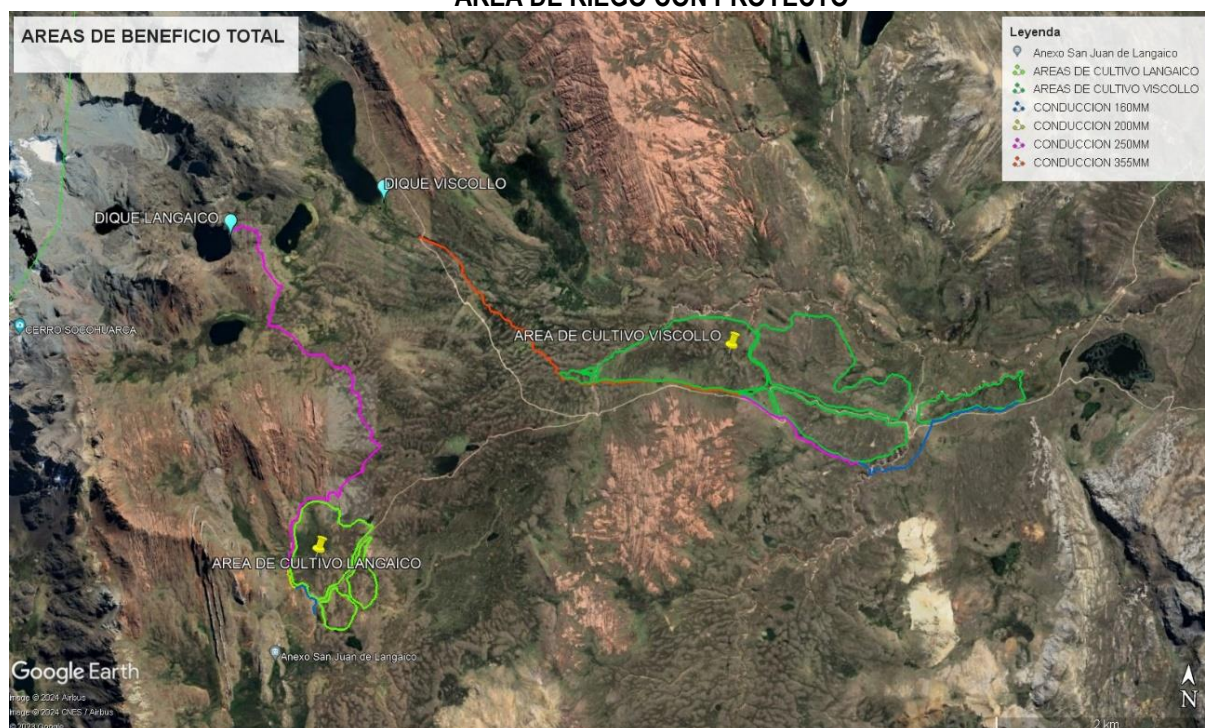 AREA DE RIEGO CON PROYECTO
AREAS DE BENEFICIO TOTAL
Leyenda
Anexo San Juan de Langaico
AREAS DE CULTIVO LANGAICO
AREAS DE CULTIVO VISCOLLO
CONDUCCION 160MM
CONDUCCION 200MM
CONDUCCION 250MM
CONDUCCION 355MM
DIQUE VISCOLLO
DIQUE LANGAICO
CERRO SOCOHUARCA
AREA DE CULTIVO VISCOLLO
AREA DE CULTIVO LANGAICO
Anexo San Juan de Langaico
Google Earth
Image © 2024 Airbus
Image © 2024 CNES / Airbus
© 2023 Google
N
2 km